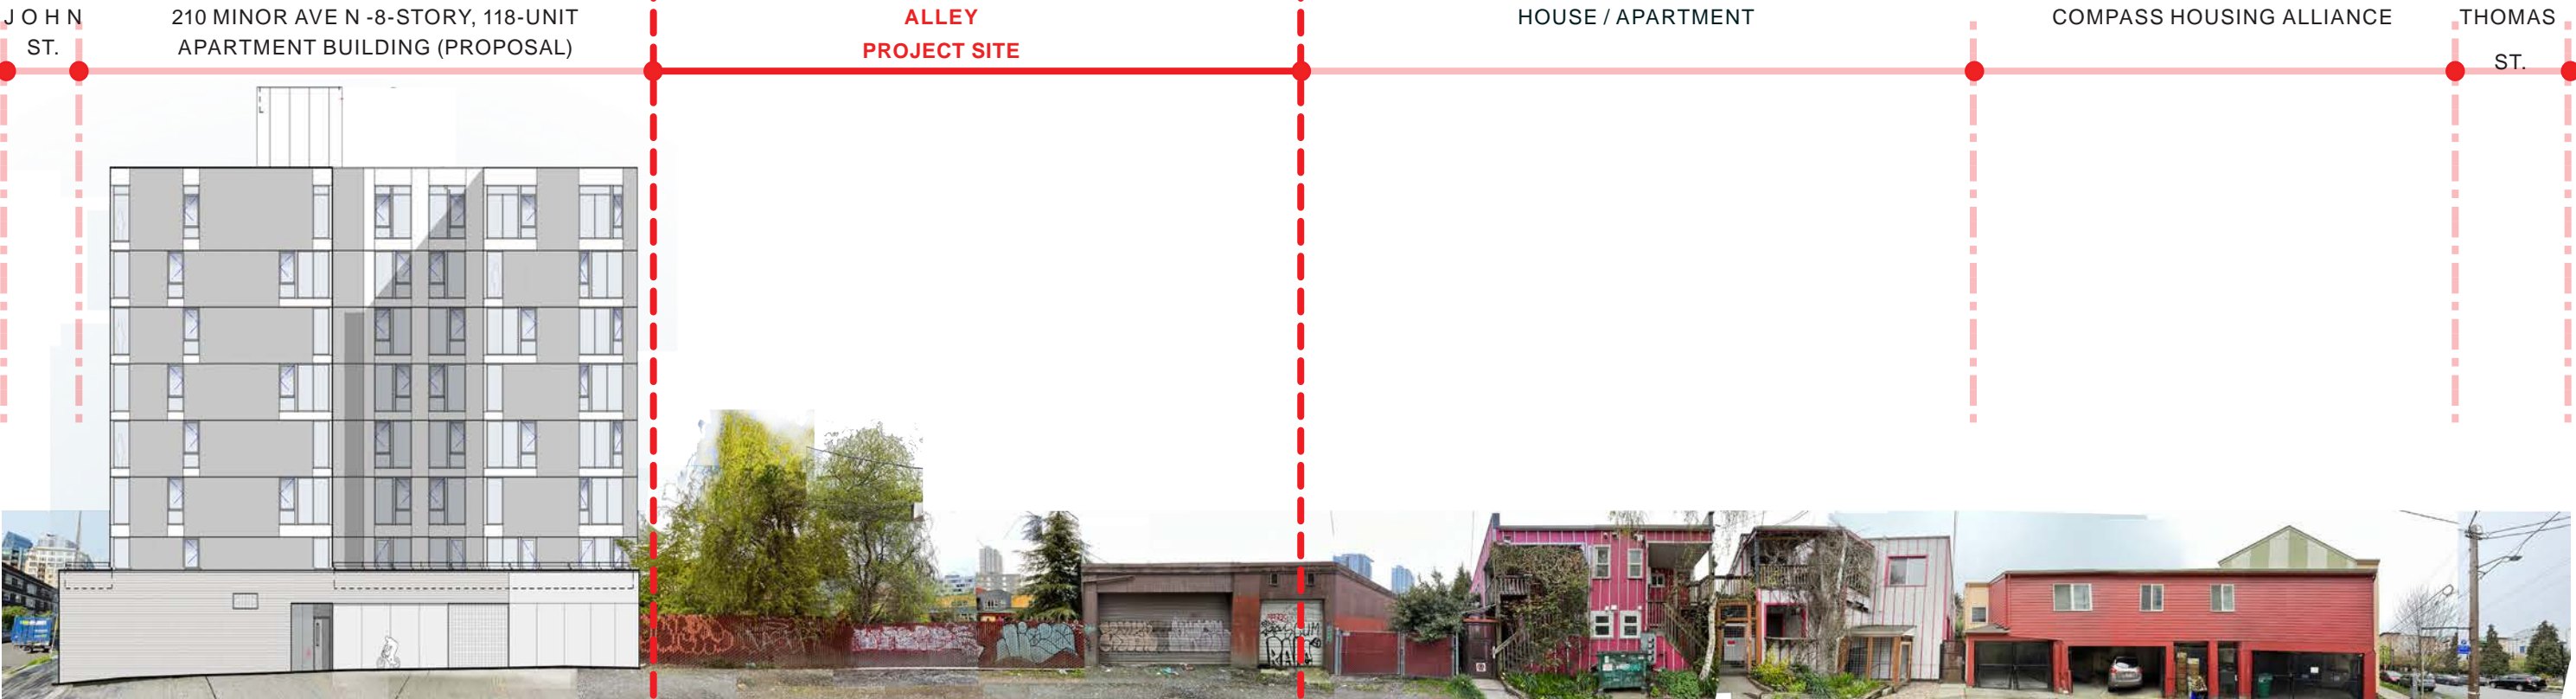 JOHN
ST.
210 MINOR AVE N -8-STORY, 118-UNIT
APARTMENT BUILDING (PROPOSAL)
ALLEY
PROJECT SITE
HOUSE / APARTMENT
COMPASS HOUSING ALLIANCE
THOMAS
ST.